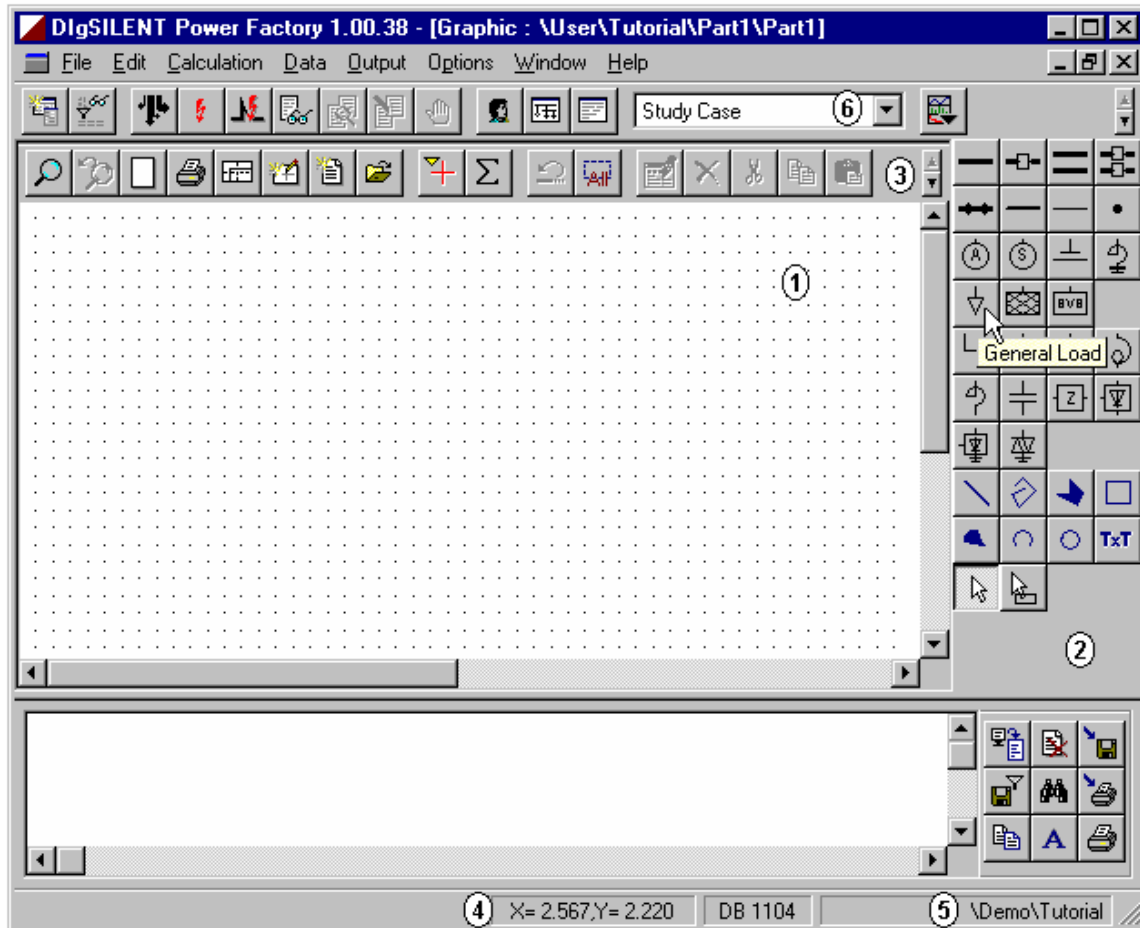 DIgSILENT Power Factory 1.00.38 - [Graphic : \User\Tutorial\Part1\Part1]
File Edit Calculation Data Output Options Window Help
Study Case 6
3
1
A S
BVB
General Load
Z
TxT
2
A
4 X= 2.567,Y= 2.220 DB 1104 5 \Demo\Tutorial